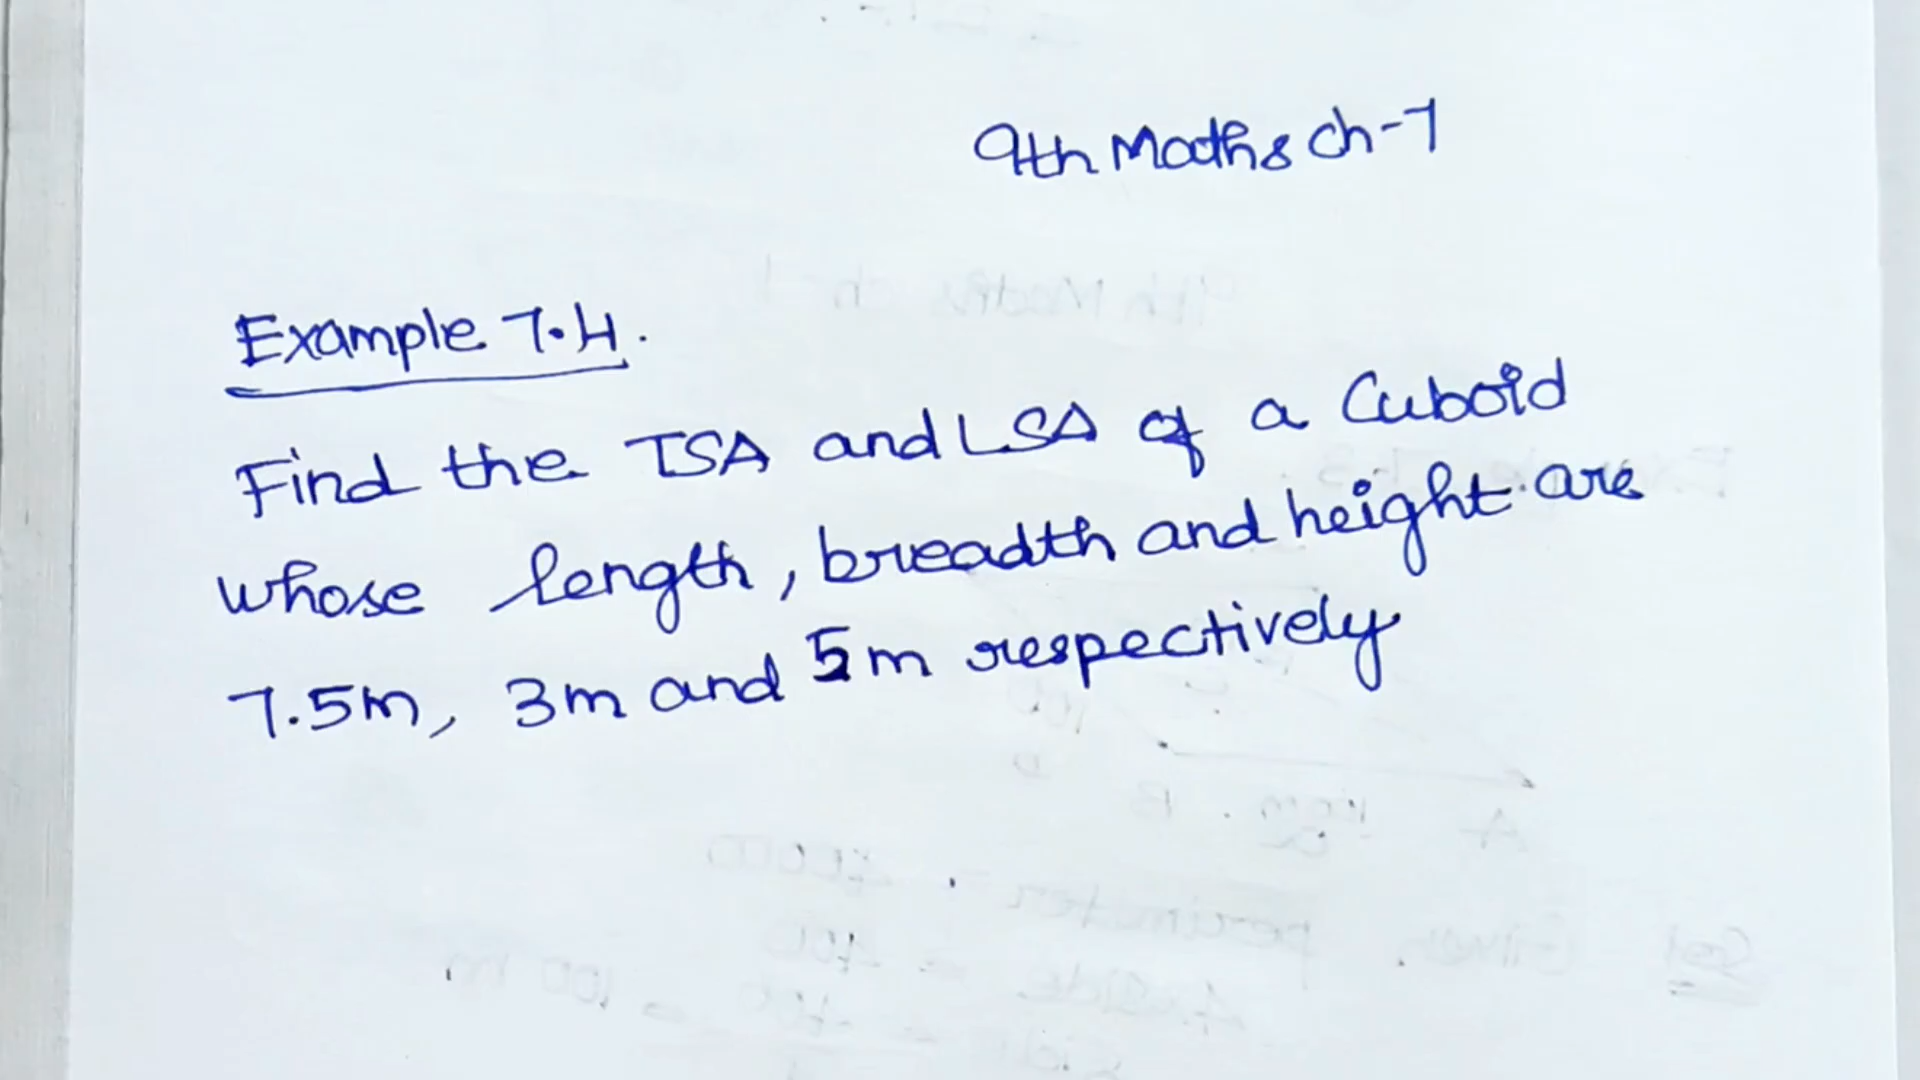 9th Maths ch-7
Example 7.4.
Find the TSA and LSA of a Cuboid
whose length, breadth and height are
7.5m, 3m and 5m respectively